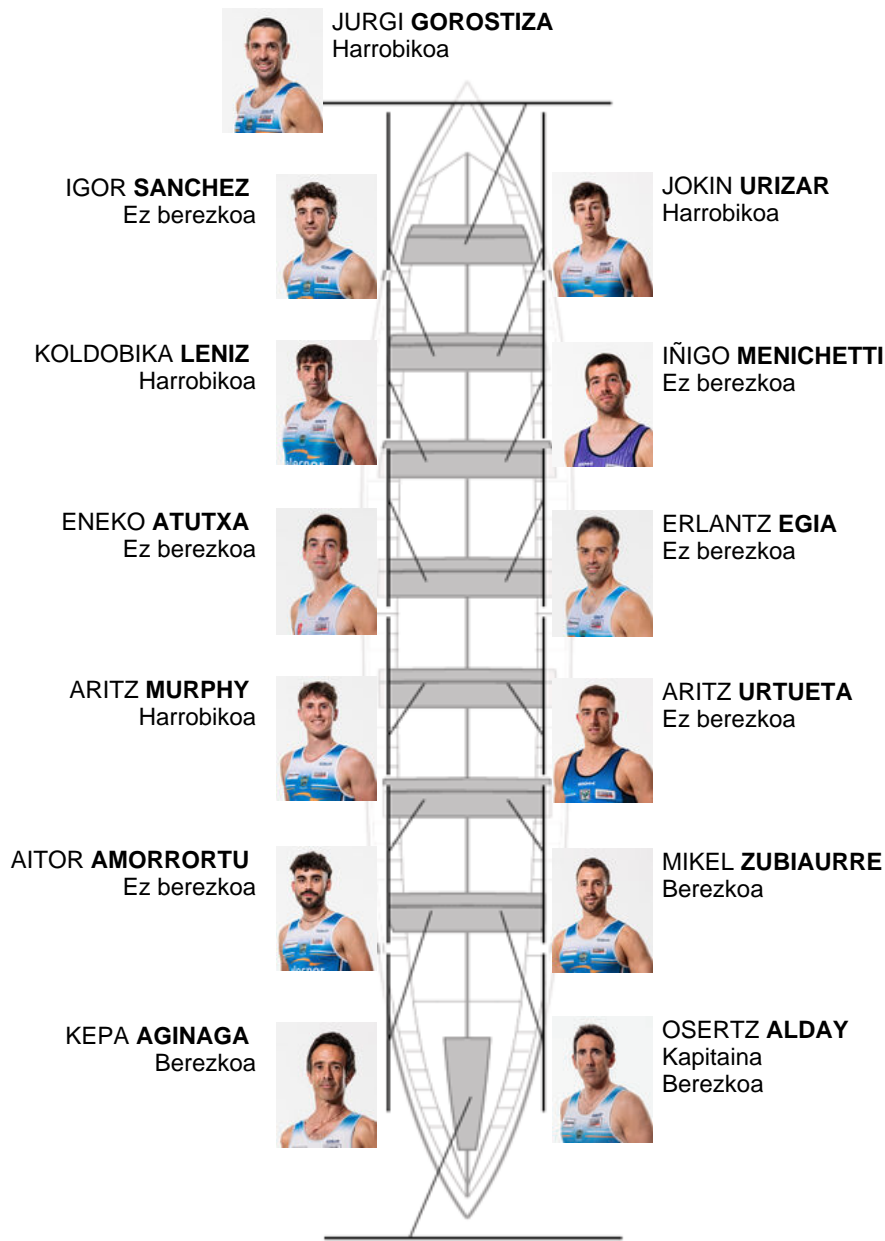 JURGI GOROSTIZA
Harrobikoa
IGOR SANCHEZ
Ez berezkoa
JOKIN URIZAR
Harrobikoa
KOLDOBIKA LENIZ
Harrobikoa
IÑIGO MENICHETTI
Ez berezkoa
ENEKO ATUTXA
Ez berezkoa
ERLANTZ EGIA
Ez berezkoa
ARITZ MURPHY
Harrobikoa
ARITZ URTUETA
Ez berezkoa
AITOR AMORRORTU
Ez berezkoa
MIKEL ZUBIAURRE
Berezkoa
KEPA AGINAGA
Berezkoa
OSERTZ ALDAY
Kapitaina
Berezkoa